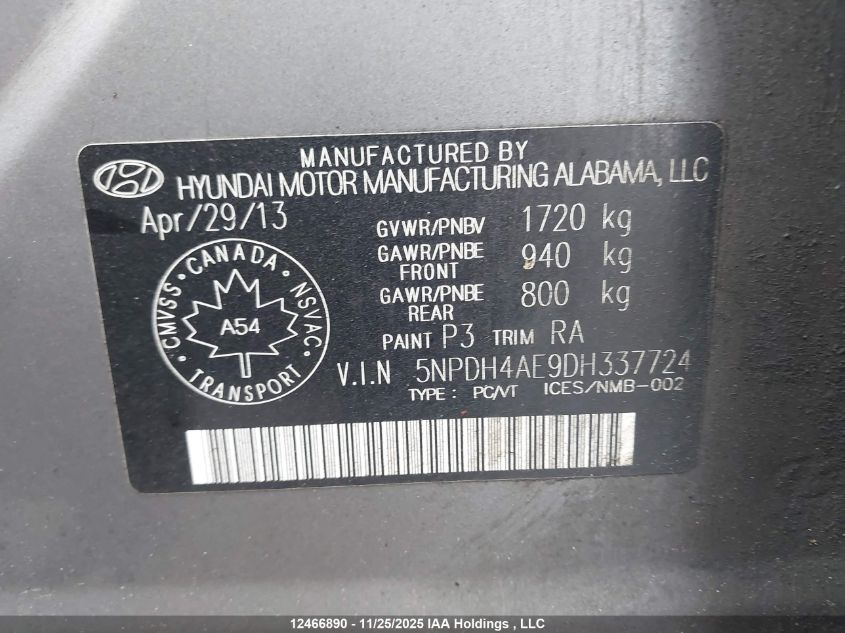 MANUFACTURED BY
HYUNDAI MOTOR MANUFACTURING ALABAMA, LLC
Apr/29/13
GVWR/PNBV 1720 kg
GAWR/PNBE FRONT 940 kg
GAWR/PNBE REAR 800 kg
CMVSS · CANADA · NSVAC
A54
TRANSPORT
PAINT P3 TRIM RA
V.I.N 5NPDH4AE9DH337724
TYPE : PC/VT ICES/NMB-002
12466890 - 11/25/2025 IAA Holdings , LLC